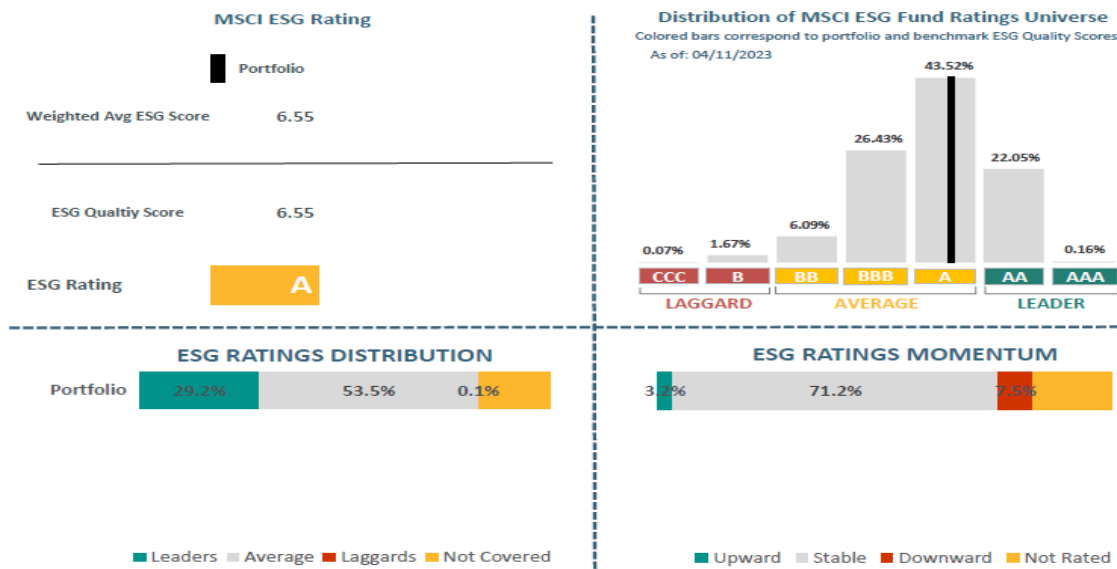 MSCI ESG Rating
Portfolio
Weighted Avg ESG Score 6.55
ESG Qualtiy Score 6.55
ESG Rating A
Distribution of MSCI ESG Fund Ratings Universe
Colored bars correspond to portfolio and benchmark ESG Quality Scores
As of: 04/11/2023
0.07% 1.67% 6.09% 26.43% 43.52% 22.05% 0.16%
CCC B BB BBB A AA AAA
LAGGARD AVERAGE LEADER
ESG RATINGS DISTRIBUTION
Portfolio 29.2% 53.5% 0.1%
Leaders Average Laggards Not Covered
ESG RATINGS MOMENTUM
3.2% 71.2% 7.5%
Upward Stable Downward Not Rated